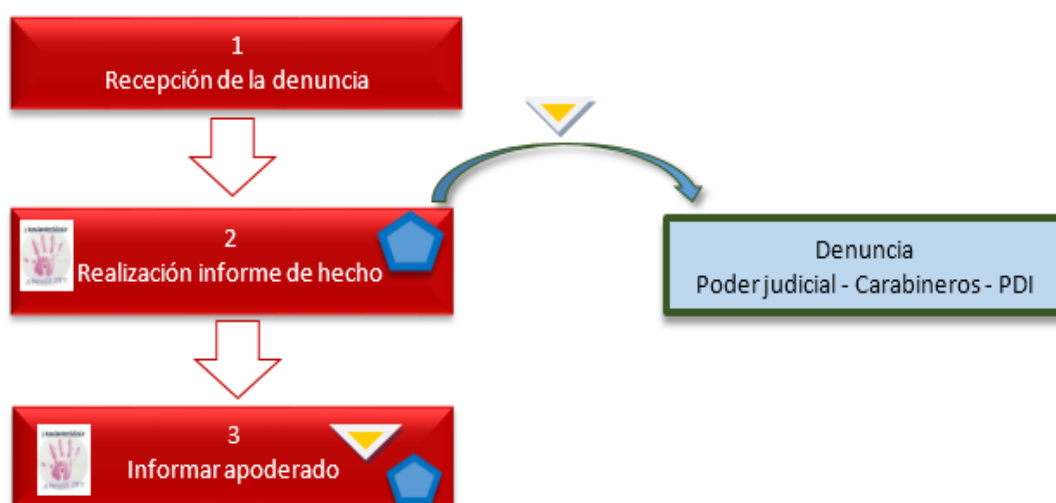 1
Recepción de la denuncia
2
Realización informe de hecho
Denuncia
Poder judicial - Carabineros - PDI
3
Informar apoderado